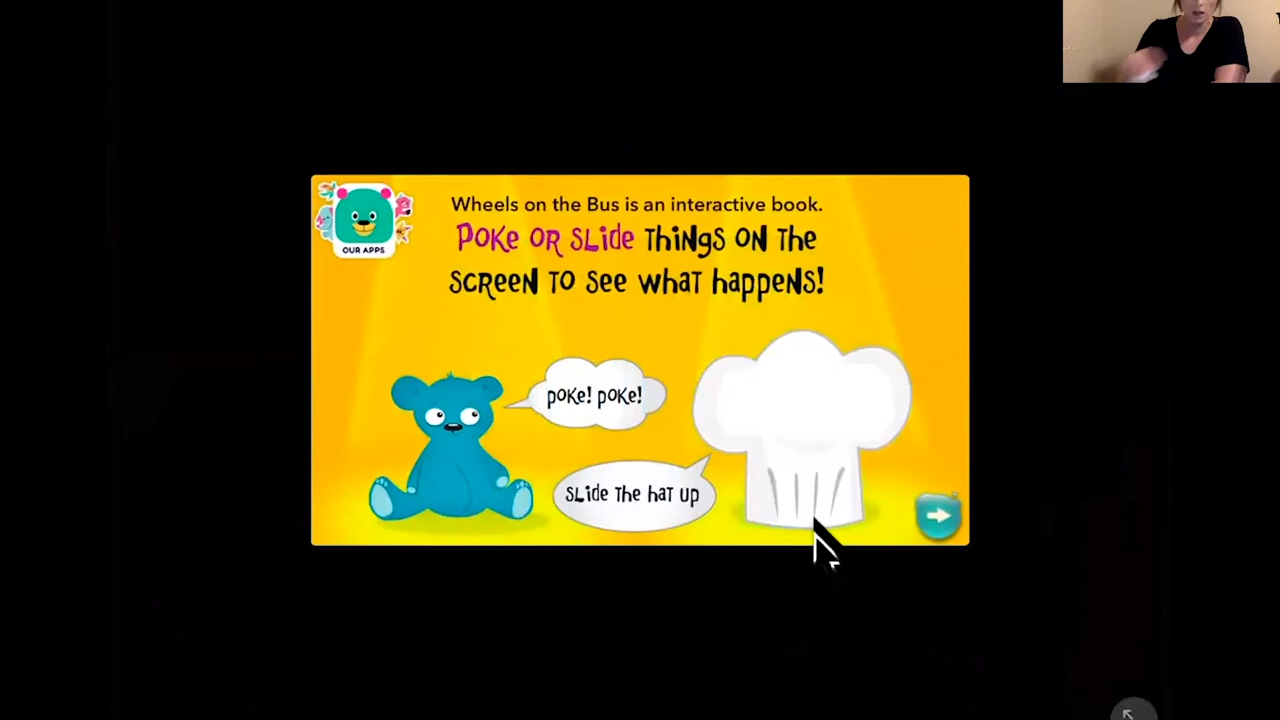 Wheels on the Bus is an interactive book.
Poke or slide things on the
screen to see what happens!
OUR APPS
poke! poke!
slide the hat up